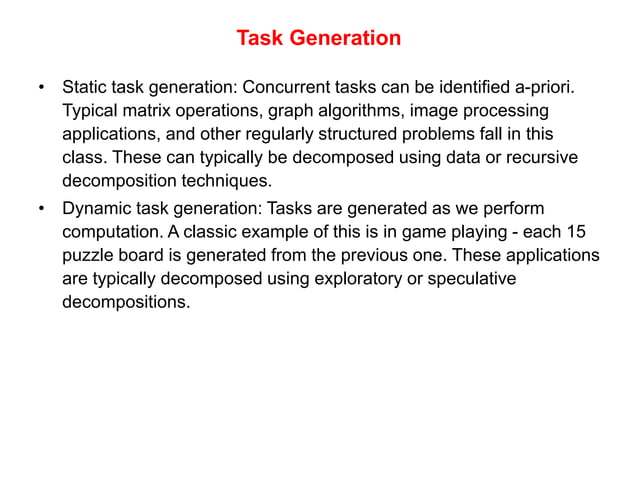 Task Generation
• Static task generation: Concurrent tasks can be identified a-priori.
Typical matrix operations, graph algorithms, image processing
applications, and other regularly structured problems fall in this
class. These can typically be decomposed using data or recursive
decomposition techniques.
• Dynamic task generation: Tasks are generated as we perform
computation. A classic example of this is in game playing - each 15
puzzle board is generated from the previous one. These applications
are typically decomposed using exploratory or speculative
decompositions.